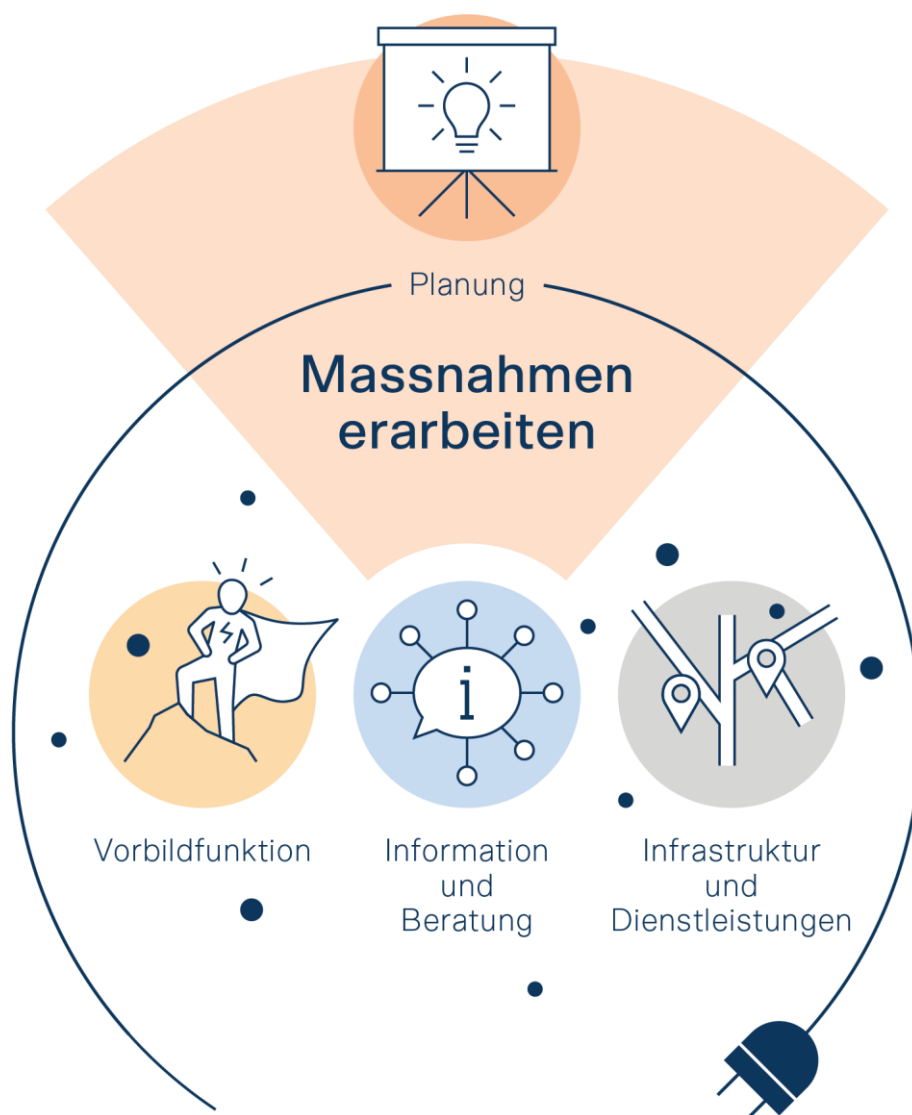 Planung
Massnahmen
erarbeiten
i
Vorbildfunktion
Information
und
Beratung
Infrastruktur
und
Dienstleistungen